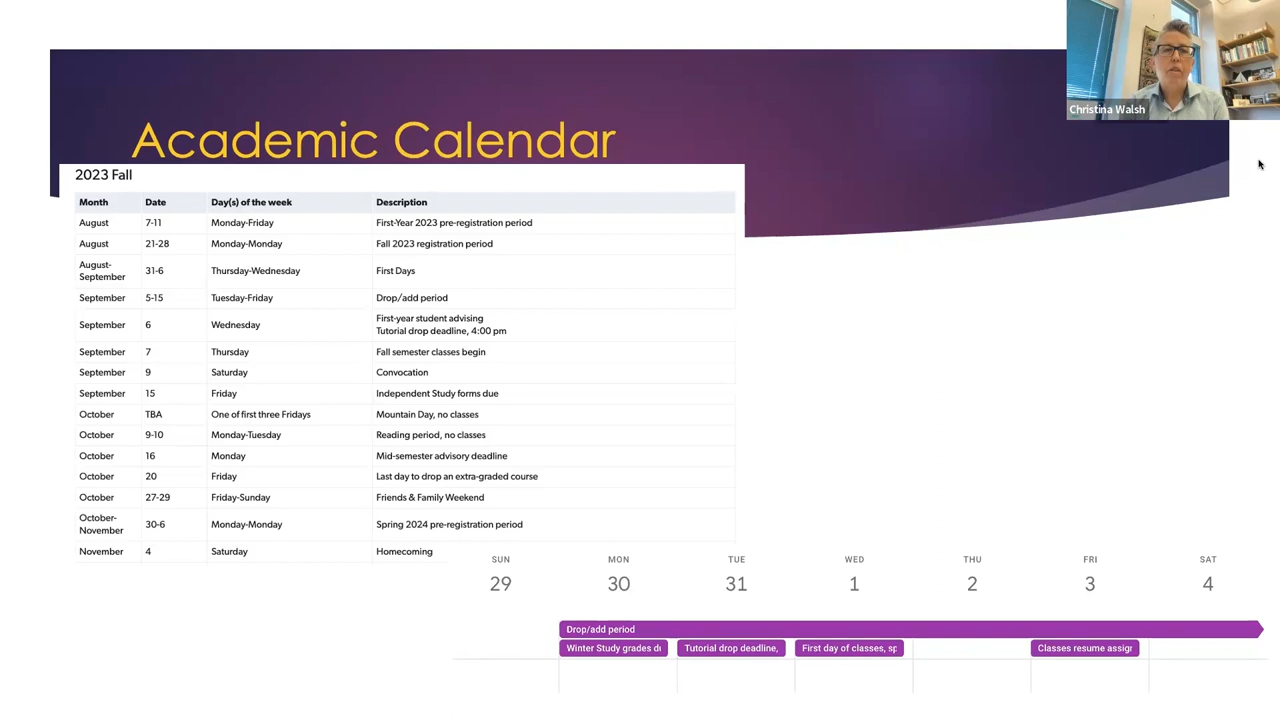 Christina Walsh
Academic Calendar
2023 Fall
Month Date Day(s) of the week Description
August 7-11 Monday-Friday First-Year 2023 pre-registration period
August 21-28 Monday-Monday Fall 2023 registration period
August-
September 31-6 Thursday-Wednesday First Days
September 5-15 Tuesday-Friday Drop/add period
September 6 Wednesday First-year student advising
Tutorial drop deadline, 4:00 pm
September 7 Thursday Fall semester classes begin
September 9 Saturday Convocation
September 15 Friday Independent Study forms due
October TBA One of first three Fridays Mountain Day, no classes
October 9-10 Monday-Tuesday Reading period, no classes
October 16 Monday Mid-semester advisory deadline
October 20 Friday Last day to drop an extra-graded course
October 27-29 Friday-Sunday Friends & Family Weekend
October-
November 30-6 Monday-Monday Spring 2024 pre-registration period
November 4 Saturday Homecoming
SUN MON TUE WED THU FRI SAT
29 30 31 1 2 3 4
Drop/add period
Winter Study grades d Tutorial drop deadline, First day of classes, sp Classes resume assigr